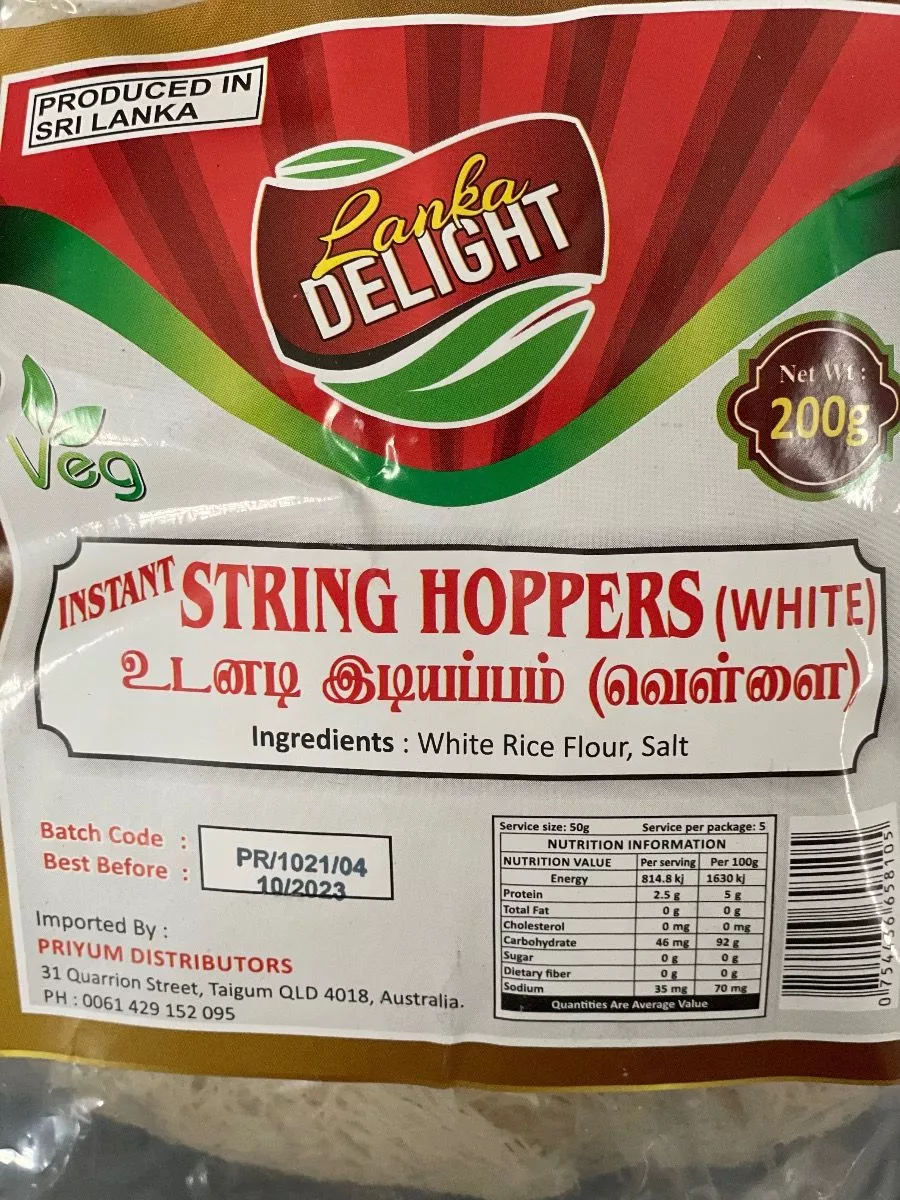 PRODUCED IN
SRI LANKA
Lanka
DELIGHT
Veg
Net Wt :
200g
INSTANT STRING HOPPERS (WHITE)
உடனடி இடியப்பம் (வெள்ளை)
Ingredients : White Rice Flour, Salt
Batch Code : PR/1021/04
Best Before : 10/2023
Imported By :
PRIYUM DISTRIBUTORS
31 Quarrion Street, Taigum QLD 4018, Australia.
PH : 0061 429 152 095
Service size: 50g Service per package: 5
NUTRITION INFORMATION
NUTRITION VALUE Per serving Per 100g
Energy 814.8 kj 1630 kj
Protein 2.5 g 5 g
Total Fat 0 g 0 g
Cholesterol 0 mg 0 mg
Carbohydrate 46 mg 92 g
Sugar 0 g 0 g
Dietary fiber 0 g 0 g
Sodium 35 mg 70 mg
Quantities Are Average Value
0 754436 658105